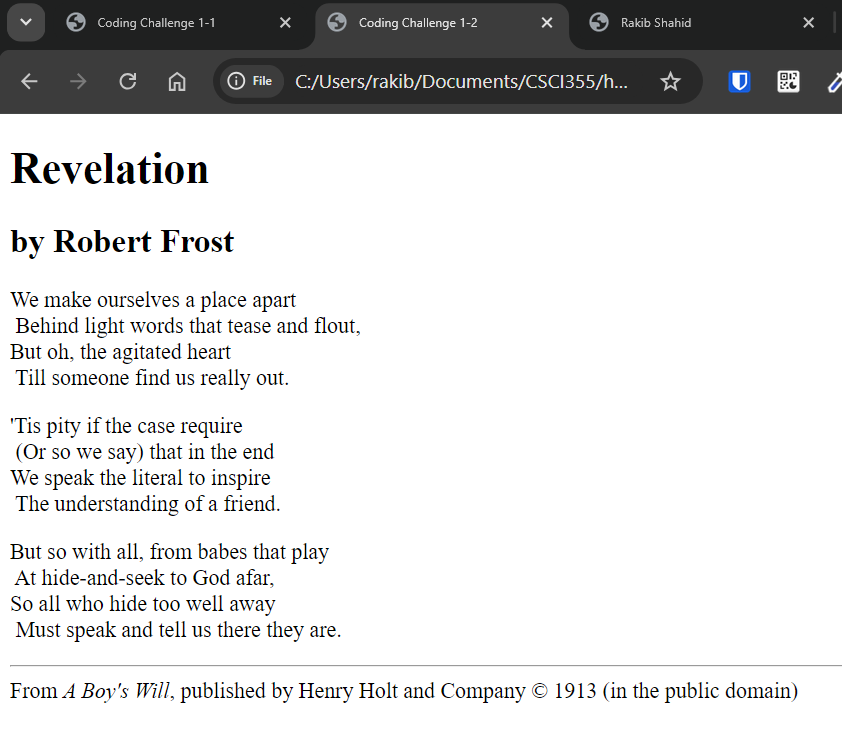 Coding Challenge 1-1
Coding Challenge 1-2
Rakib Shahid
File
C:/Users/rakib/Documents/CSCI355/h...
Revelation
by Robert Frost
We make ourselves a place apart
Behind light words that tease and flout,
But oh, the agitated heart
Till someone find us really out.
'Tis pity if the case require
(Or so we say) that in the end
We speak the literal to inspire
The understanding of a friend.
But so with all, from babes that play
At hide-and-seek to God afar,
So all who hide too well away
Must speak and tell us there they are.
From A Boy's Will, published by Henry Holt and Company © 1913 (in the public domain)